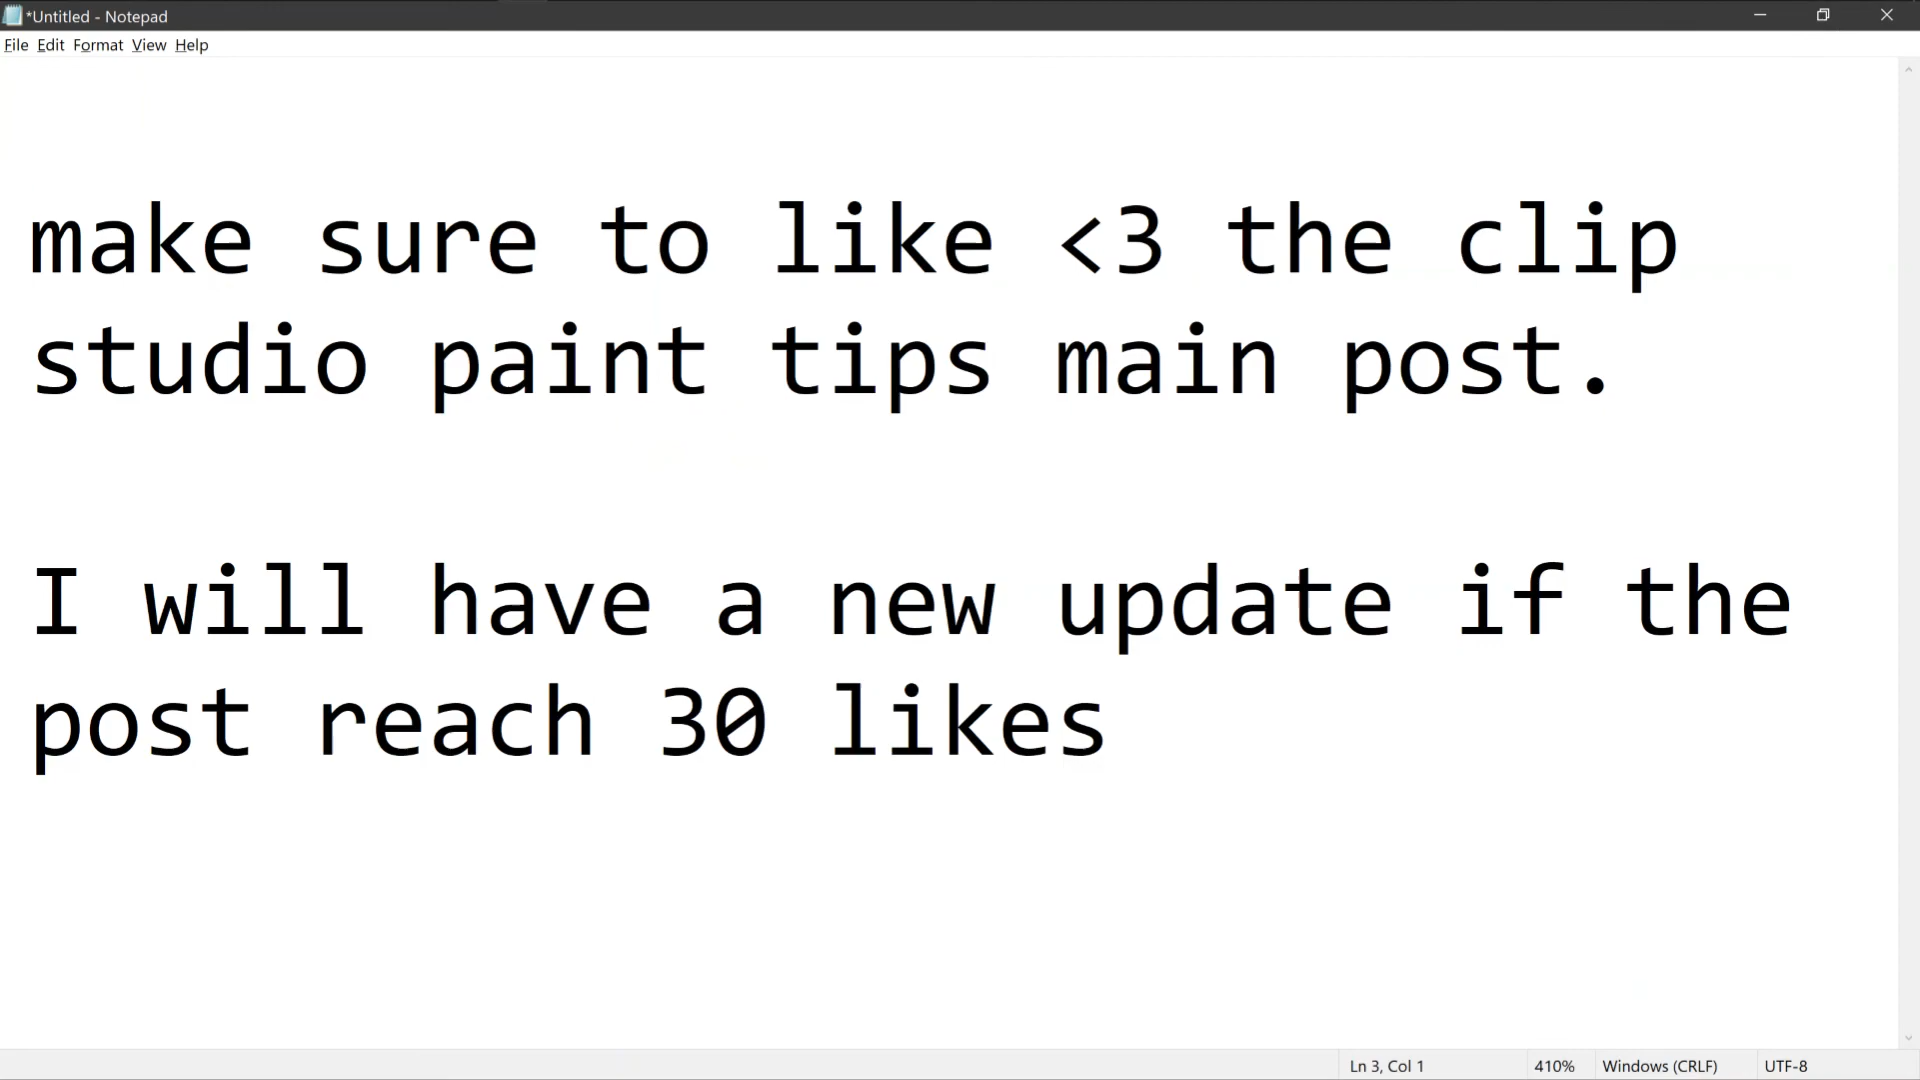 *Untitled - Notepad
File Edit Format View Help
make sure to like <3 the clip
studio paint tips main post.
I will have a new update if the
post reach 30 likes
Ln 3, Col 1 410% Windows (CRLF) UTF-8